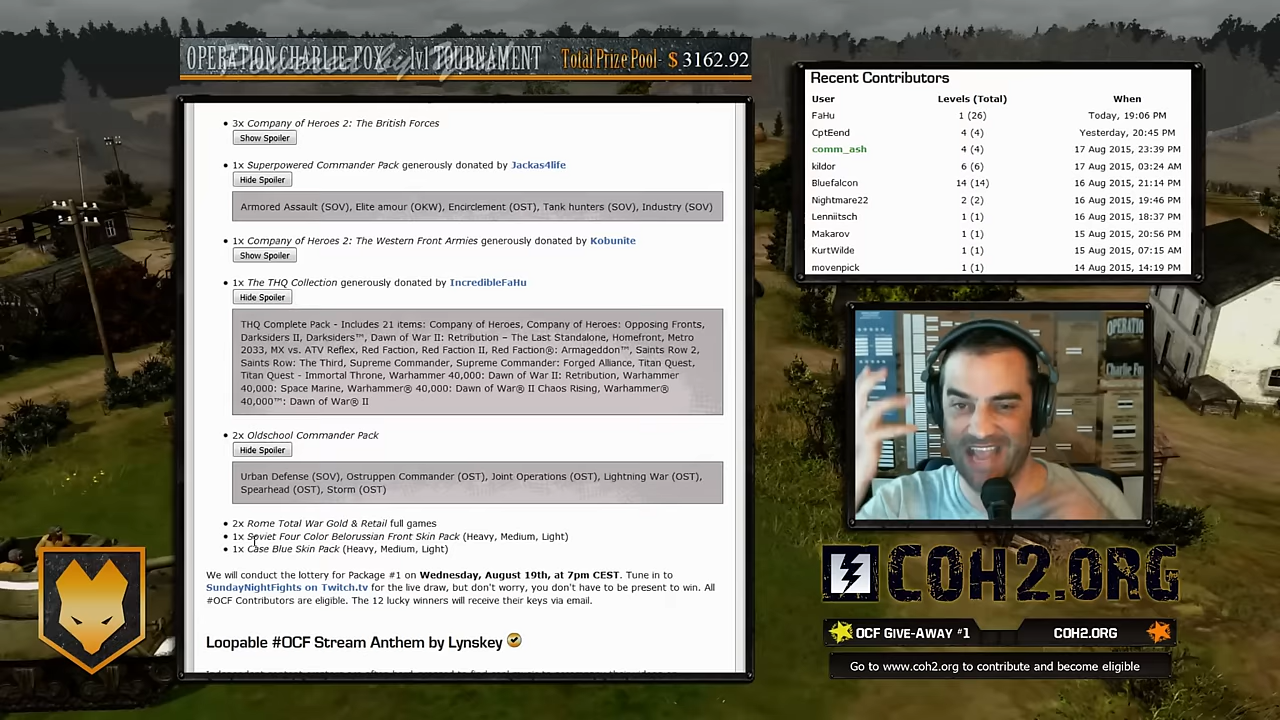 OPERATION CHARLIE FOX 1v1 TOURNAMENT Total Prize Pool- $ 3162.92
3x Company of Heroes 2: The British Forces
Show Spoiler
1x Superpowered Commander Pack generously donated by Jackas4life
Hide Spoiler
Armored Assault (SOV), Elite amour (OKW), Encirclement (OST), Tank hunters (SOV), Industry (SOV)
1x Company of Heroes 2: The Western Front Armies generously donated by Kobunite
Show Spoiler
1x The THQ Collection generously donated by IncredibleFaHu
Hide Spoiler
THQ Complete Pack - Includes 21 items: Company of Heroes, Company of Heroes: Opposing Fronts,
Darksiders II, Darksiders™, Dawn of War II: Retribution – The Last Standalone, Homefront, Metro
2033, MX vs. ATV Reflex, Red Faction, Red Faction II, Red Faction®: Armageddon™, Saints Row 2,
Saints Row: The Third, Supreme Commander, Supreme Commander: Forged Alliance, Titan Quest,
Titan Quest - Immortal Throne, Warhammer 40,000: Dawn of War II: Retribution, Warhammer
40,000: Space Marine, Warhammer® 40,000: Dawn of War® II Chaos Rising, Warhammer®
40,000™: Dawn of War® II
2x Oldschool Commander Pack
Hide Spoiler
Urban Defense (SOV), Ostruppen Commander (OST), Joint Operations (OST), Lightning War (OST),
Spearhead (OST), Storm (OST)
2x Rome Total War Gold & Retail full games
1x Soviet Four Color Belorussian Front Skin Pack (Heavy, Medium, Light)
1x Case Blue Skin Pack (Heavy, Medium, Light)
We will conduct the lottery for Package #1 on Wednesday, August 19th, at 7pm CEST. Tune in to
SundayNightFights on Twitch.tv for the live draw, but don't worry, you don't have to be present to win. All
#OCF Contributors are eligible. The 12 lucky winners will receive their keys via email.
Loopable #OCF Stream Anthem by Lynskey
Recent Contributors
User Levels (Total) When
FaHu 1 (26) Today, 19:06 PM
CptEend 4 (4) Yesterday, 20:45 PM
comm_ash 4 (4) 17 Aug 2015, 23:39 PM
kildor 6 (6) 17 Aug 2015, 03:24 AM
Bluefalcon 14 (14) 16 Aug 2015, 21:14 PM
Nightmare22 2 (2) 16 Aug 2015, 19:46 PM
Lenniitsch 1 (1) 16 Aug 2015, 18:37 PM
Makarov 1 (1) 15 Aug 2015, 20:56 PM
KurtWilde 1 (1) 15 Aug 2015, 07:15 AM
movenpick 1 (1) 14 Aug 2015, 14:19 PM
COH2.ORG
OCF GIVE-AWAY #1 COH2.ORG
Go to www.coh2.org to contribute and become eligible